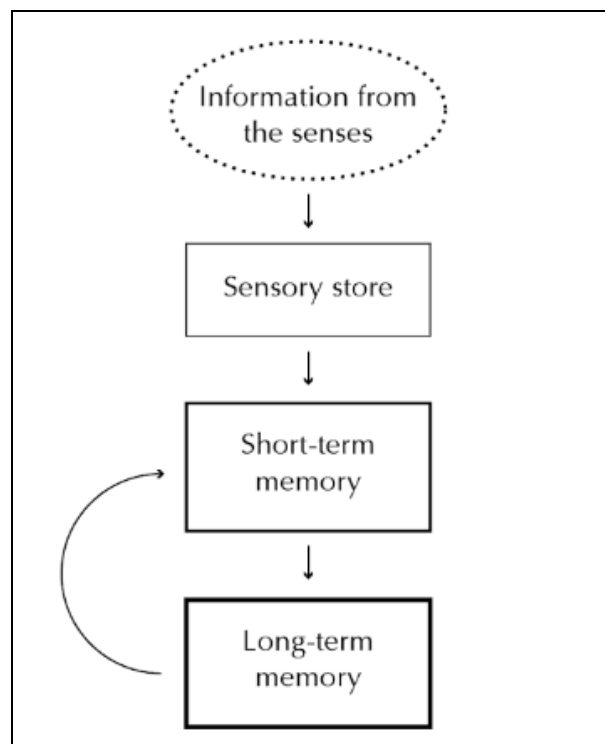 Information from
the senses
Sensory store
Short-term
memory
Long-term
memory